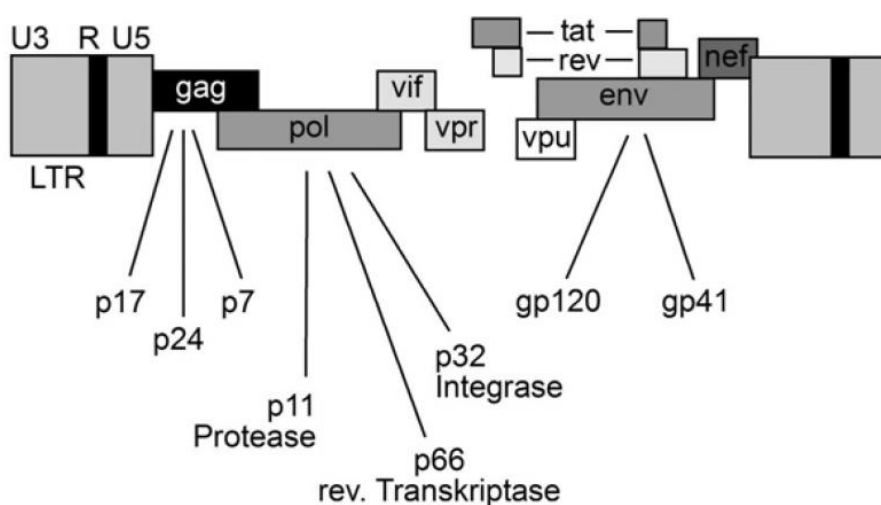 U3 R U5
tat
rev
nef
gag
vif
env
pol
vpr
vpu
LTR
p17
p24
p7
gp120
gp41
p32
Integrase
p11
Protease
p66
rev. Transkriptase